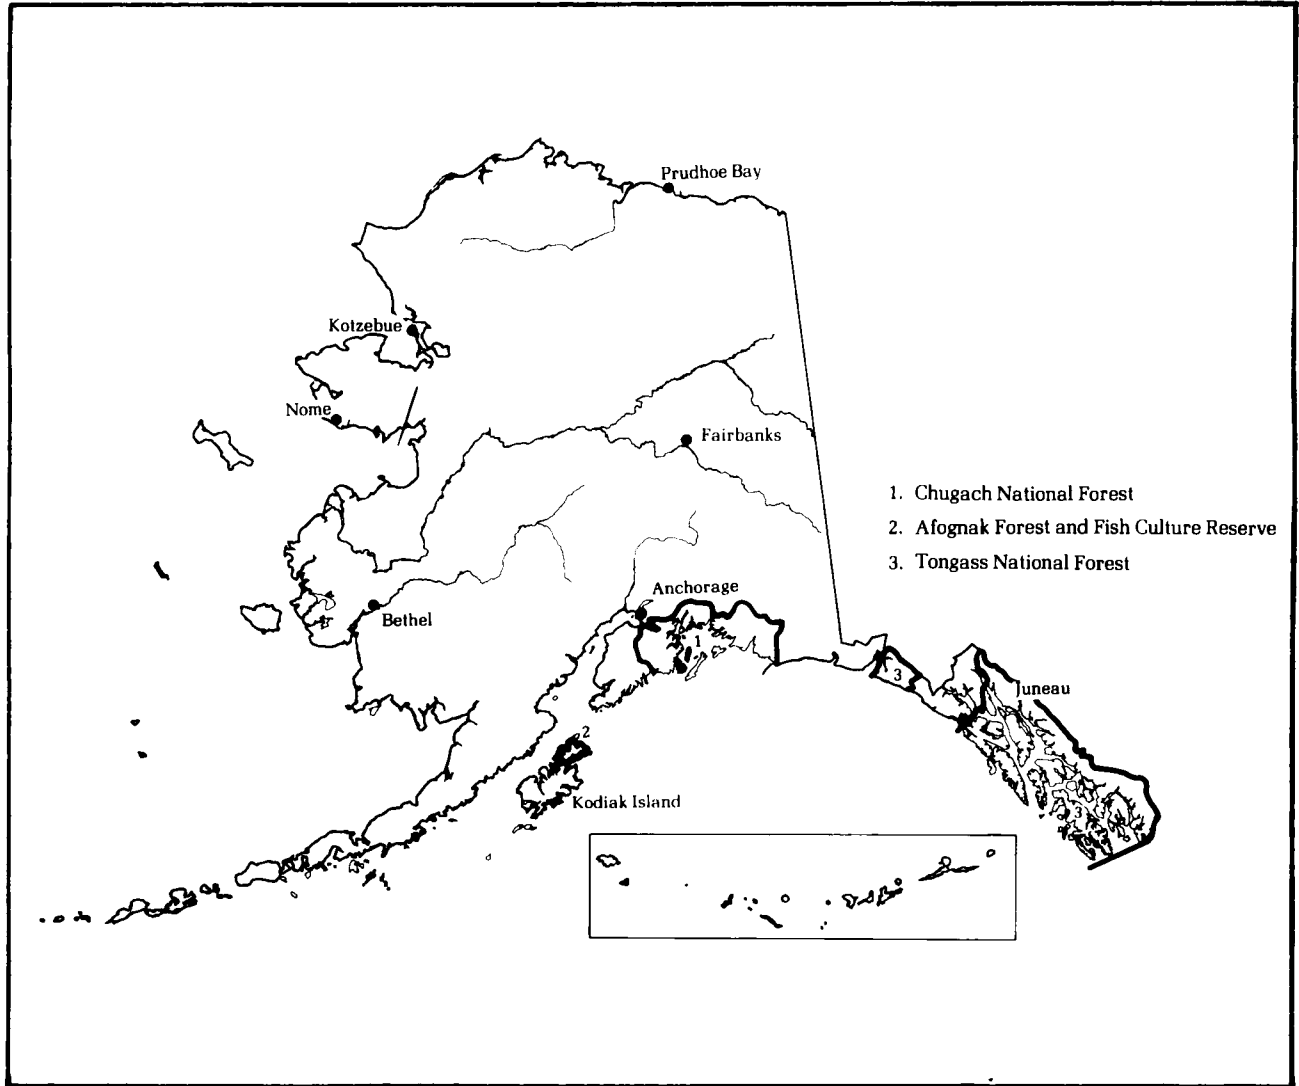 Prudhoe Bay
Kotzebue
Nome
Fairbanks
1. Chugach National Forest
2. Afognak Forest and Fish Culture Reserve
3. Tongass National Forest
Anchorage
Bethel
1
3
Juneau
2
Kodiak Island
3